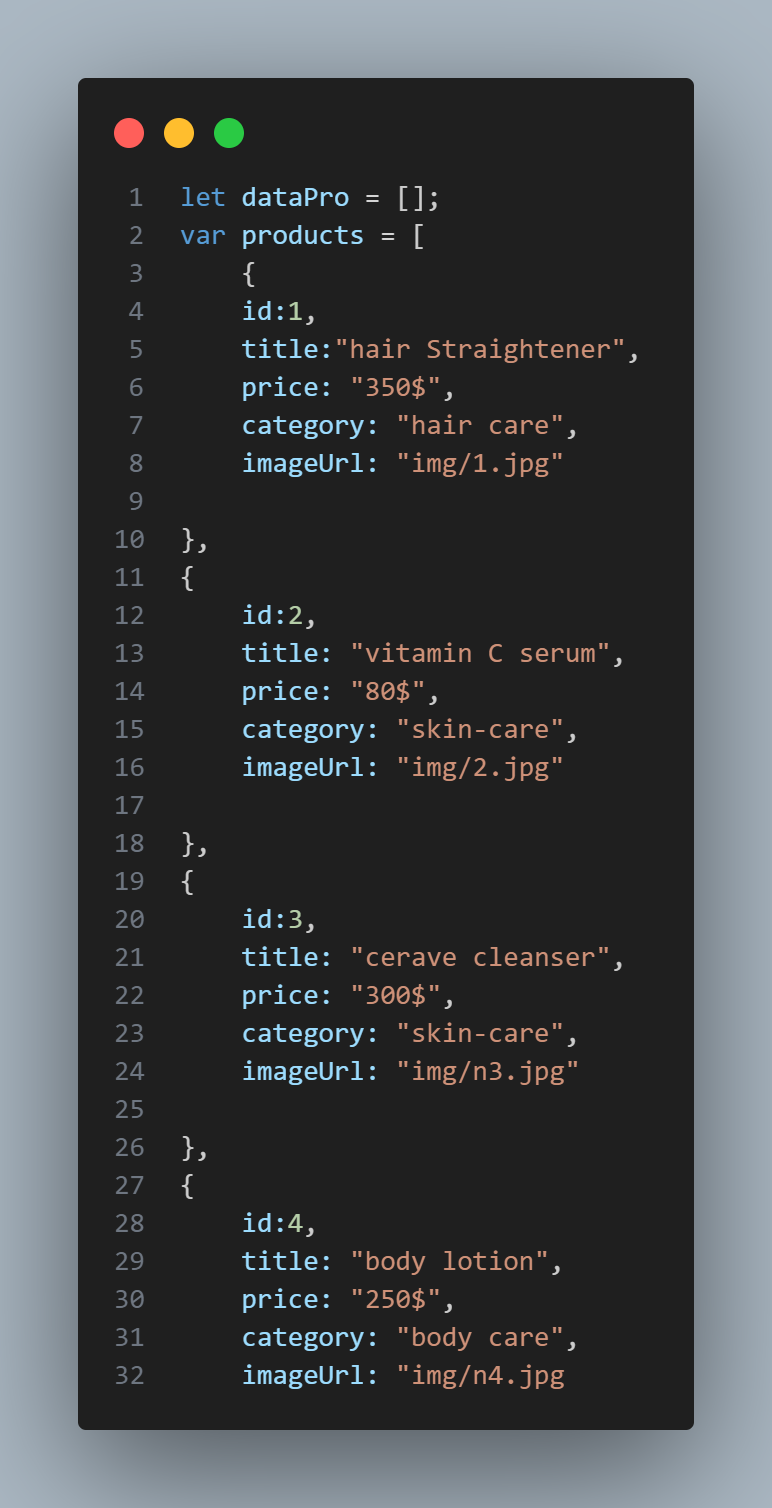 1 let dataPro = [];
2 var products = [
3     {
4     id:1,
5     title:"hair Straightener",
6     price: "350$",
7     category: "hair care",
8     imageUrl: "img/1.jpg"
9
10 },
11 {
12     id:2,
13     title: "vitamin C serum",
14     price: "80$",
15     category: "skin-care",
16     imageUrl: "img/2.jpg"
17
18 },
19 {
20     id:3,
21     title: "cerave cleanser",
22     price: "300$",
23     category: "skin-care",
24     imageUrl: "img/n3.jpg"
25
26 },
27 {
28     id:4,
29     title: "body lotion",
30     price: "250$",
31     category: "body care",
32     imageUrl: "img/n4.jpg